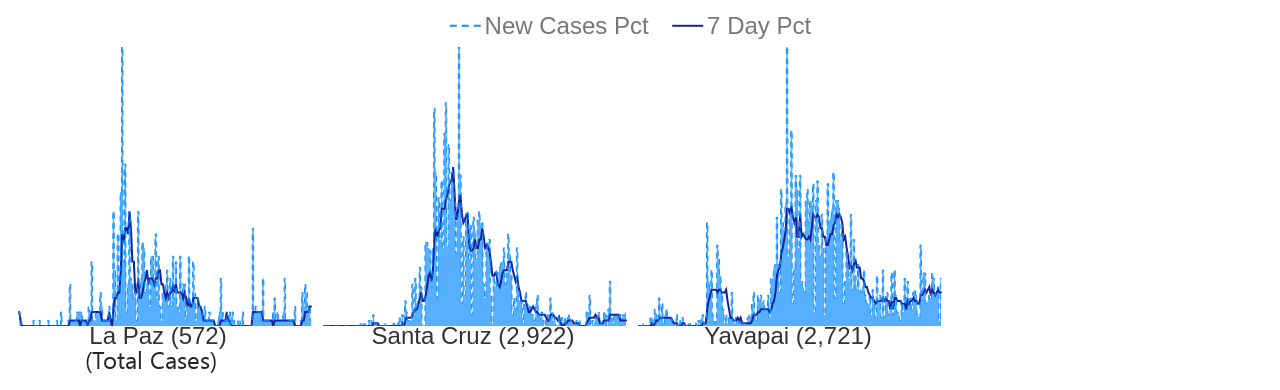 New Cases Pct 7 Day Pct
La Paz (572) Santa Cruz (2,922) Yavapai (2,721)
(Total Cases)